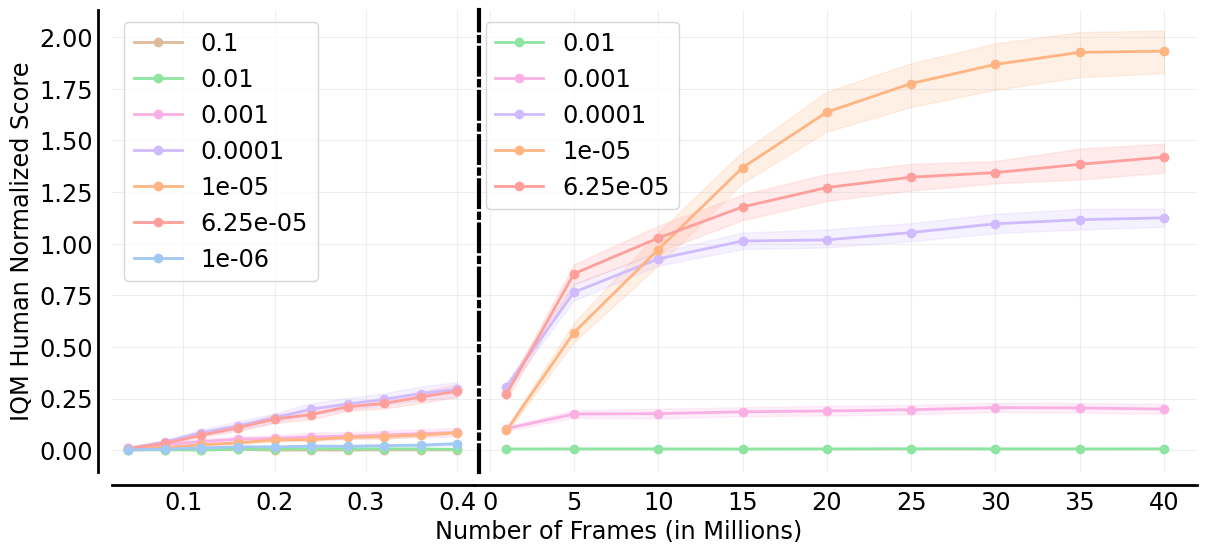 IQM Human Normalized Score
2.00
1.75
1.50
1.25
1.00
0.75
0.50
0.25
0.00
0.1
0.01
0.001
0.0001
1e-05
6.25e-05
1e-06
0.01
0.001
0.0001
1e-05
6.25e-05
0.1 0.2 0.3 0.4 0 5 10 15 20 25 30 35 40
Number of Frames (in Millions)